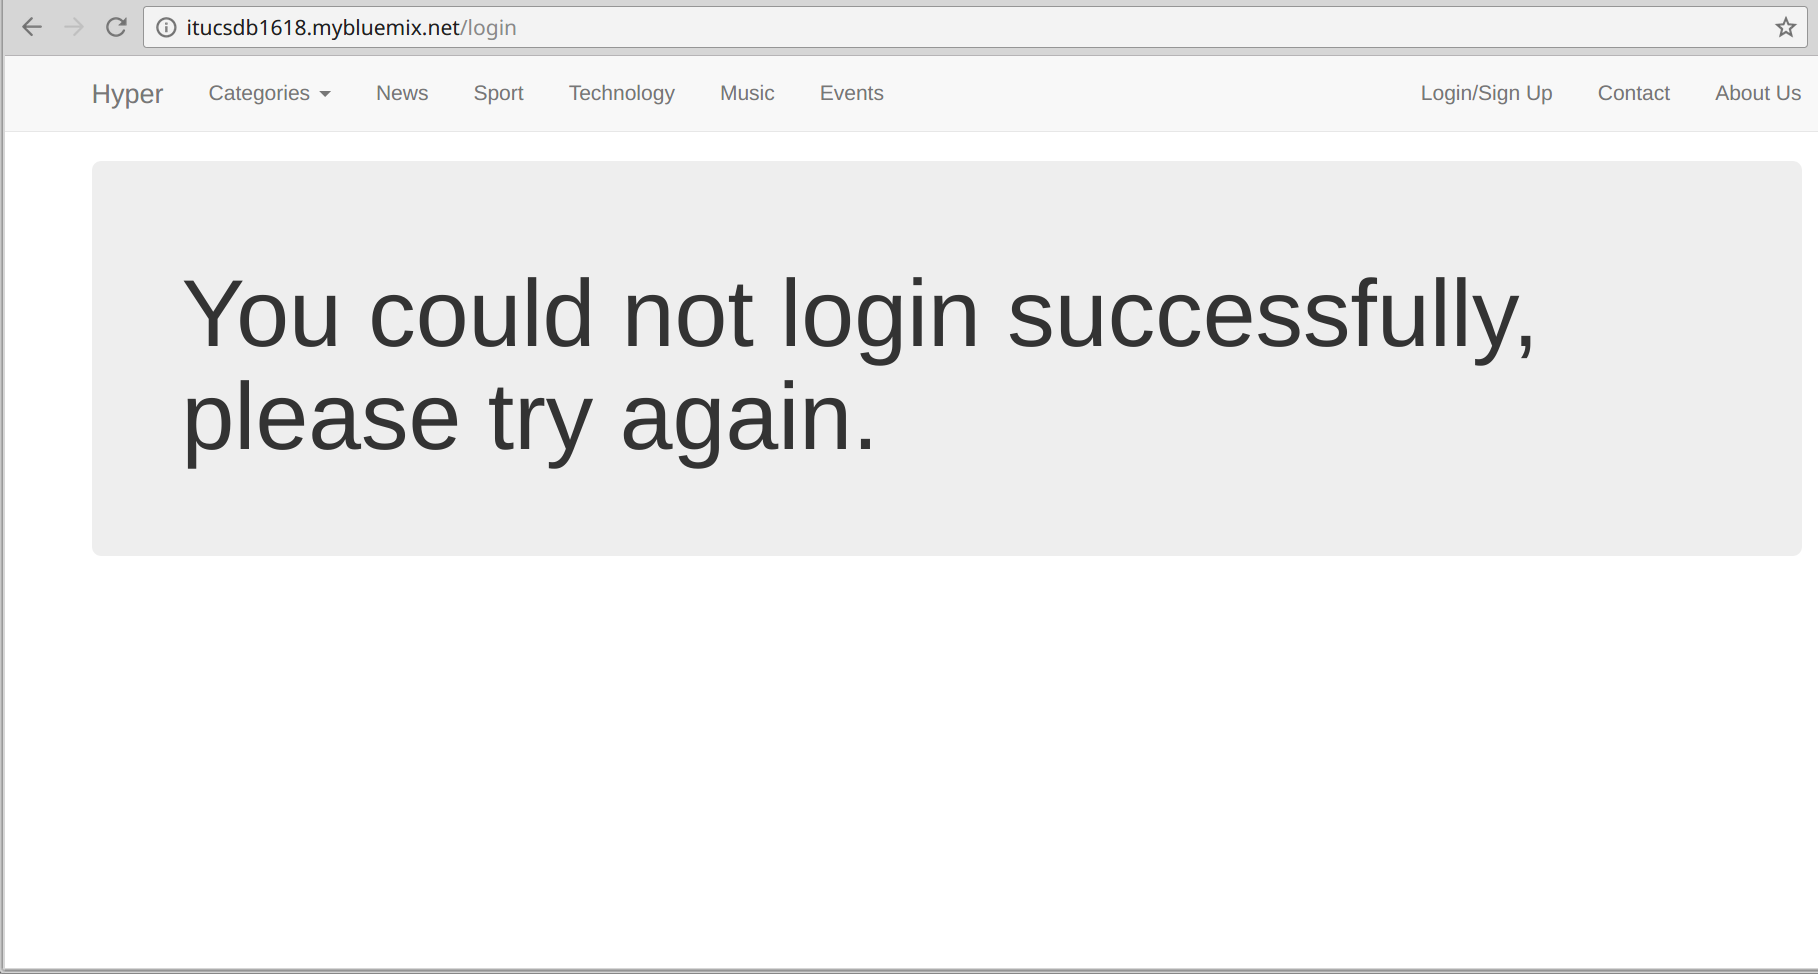 itucsdb1618.mybluemix.net/login
Hyper Categories News Sport Technology Music Events Login/Sign Up Contact About Us
You could not login successfully,
please try again.